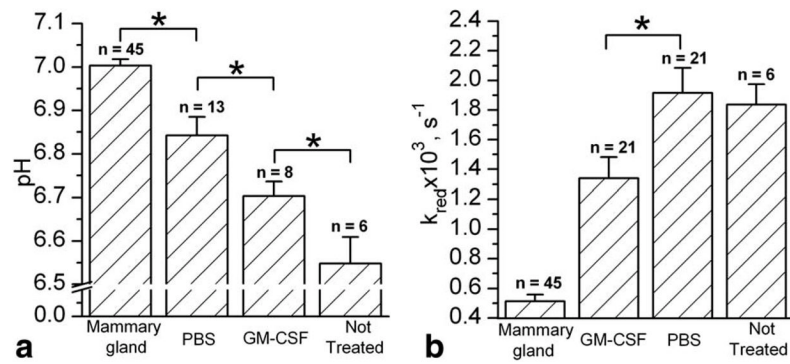 7.1
7.0
6.9
6.8
6.7
6.6
6.5
0.0
pH
*
*
*
n = 45
n = 13
n = 8
n = 6
Mammary
gland
PBS
GM-CSF
Not
Treated
a
2.4
2.2
2.0
1.8
1.6
1.4
1.2
1.0
0.8
0.6
0.4
k_red x10^3, s^-1
*
n = 45
n = 21
n = 21
n = 6
Mammary
gland
GM-CSF
PBS
Not
Treated
b